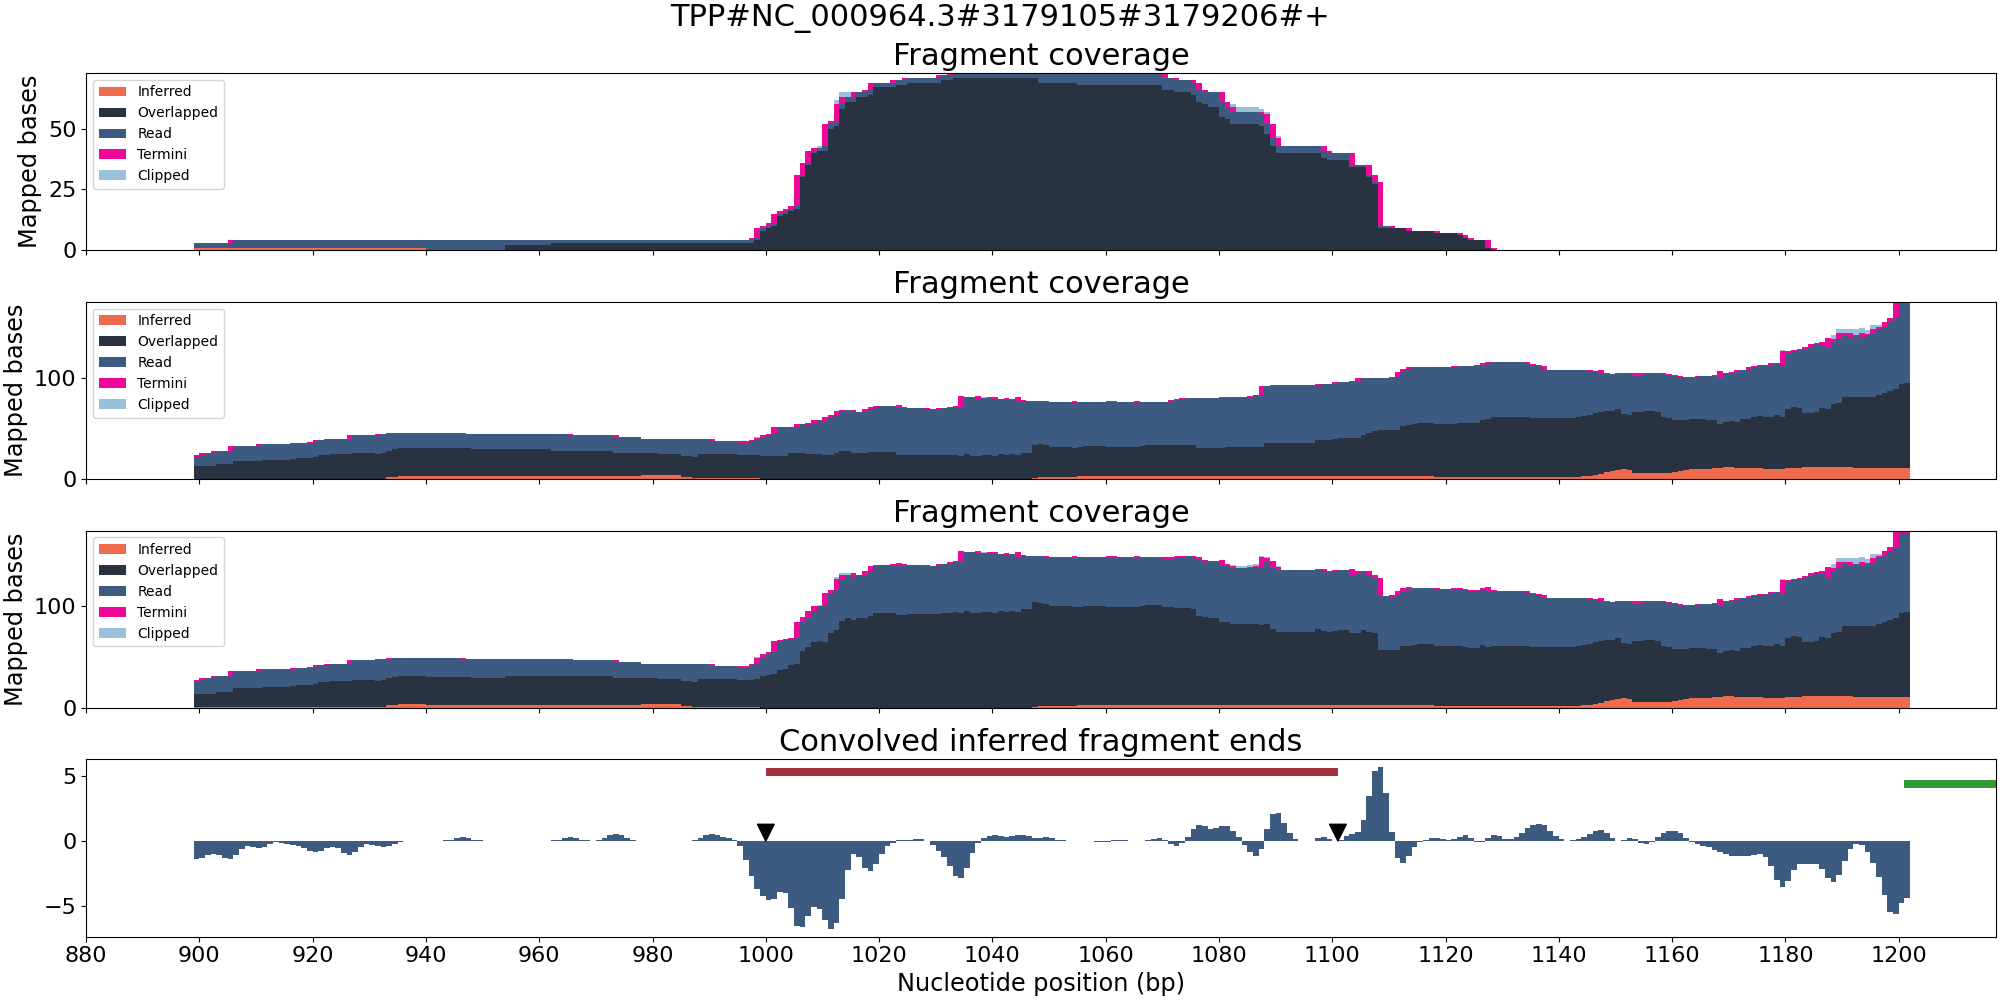 TPP#NC_000964.3#3179105#3179206#+
Fragment coverage
Mapped bases
50
25
0
Inferred
Overlapped
Read
Termini
Clipped
Fragment coverage
Mapped bases
100
0
Inferred
Overlapped
Read
Termini
Clipped
Fragment coverage
Mapped bases
100
0
Inferred
Overlapped
Read
Termini
Clipped
Convolved inferred fragment ends
5
0
−5
880 900 920 940 960 980 1000 1020 1040 1060 1080 1100 1120 1140 1160 1180 1200
Nucleotide position (bp)